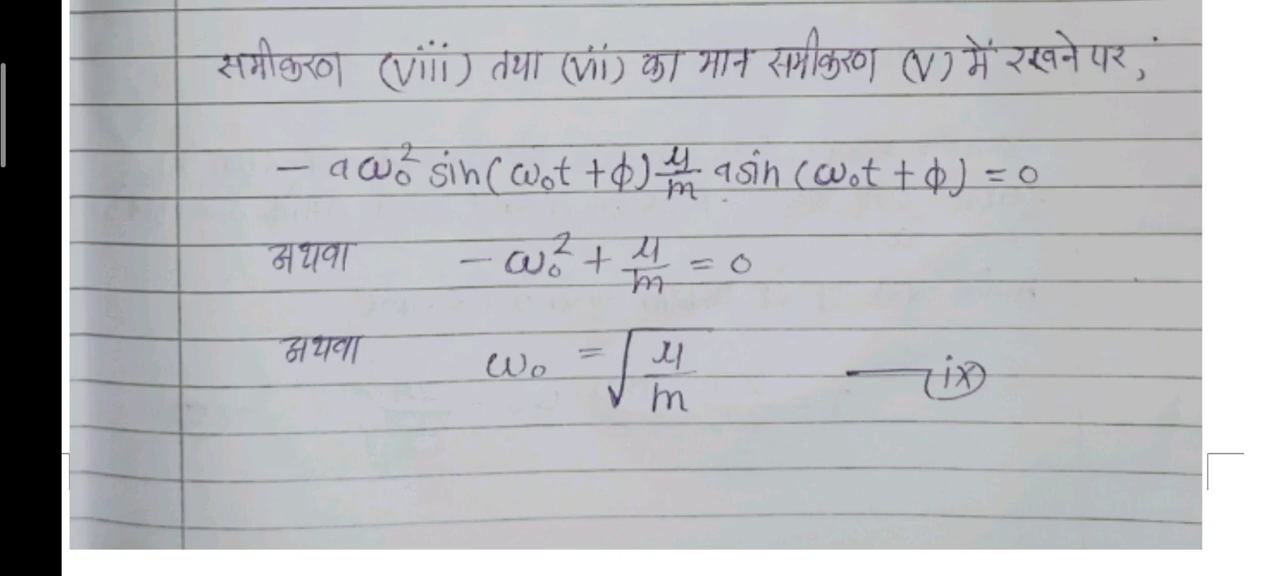 समीकरण (viii) तथा (vii) का मान समीकरण (v) में रखने पर,
- aω₀² sin(ω₀t + φ) μ/m a sin (ω₀t + φ) = 0
अथवा - ω₀² + μ/m = 0
अथवा ω₀ = √(μ/m) —(ix)